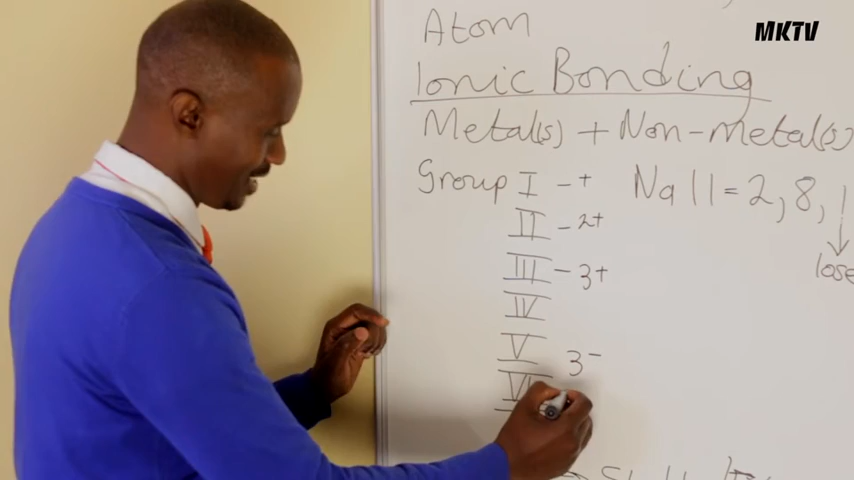 MKTV
Atom
Ionic Bonding
Metal(s) + Non-metal(s)
Group I - + Na 11 = 2, 8, 1
II - 2+ lose
III - 3+
IV
V 3-